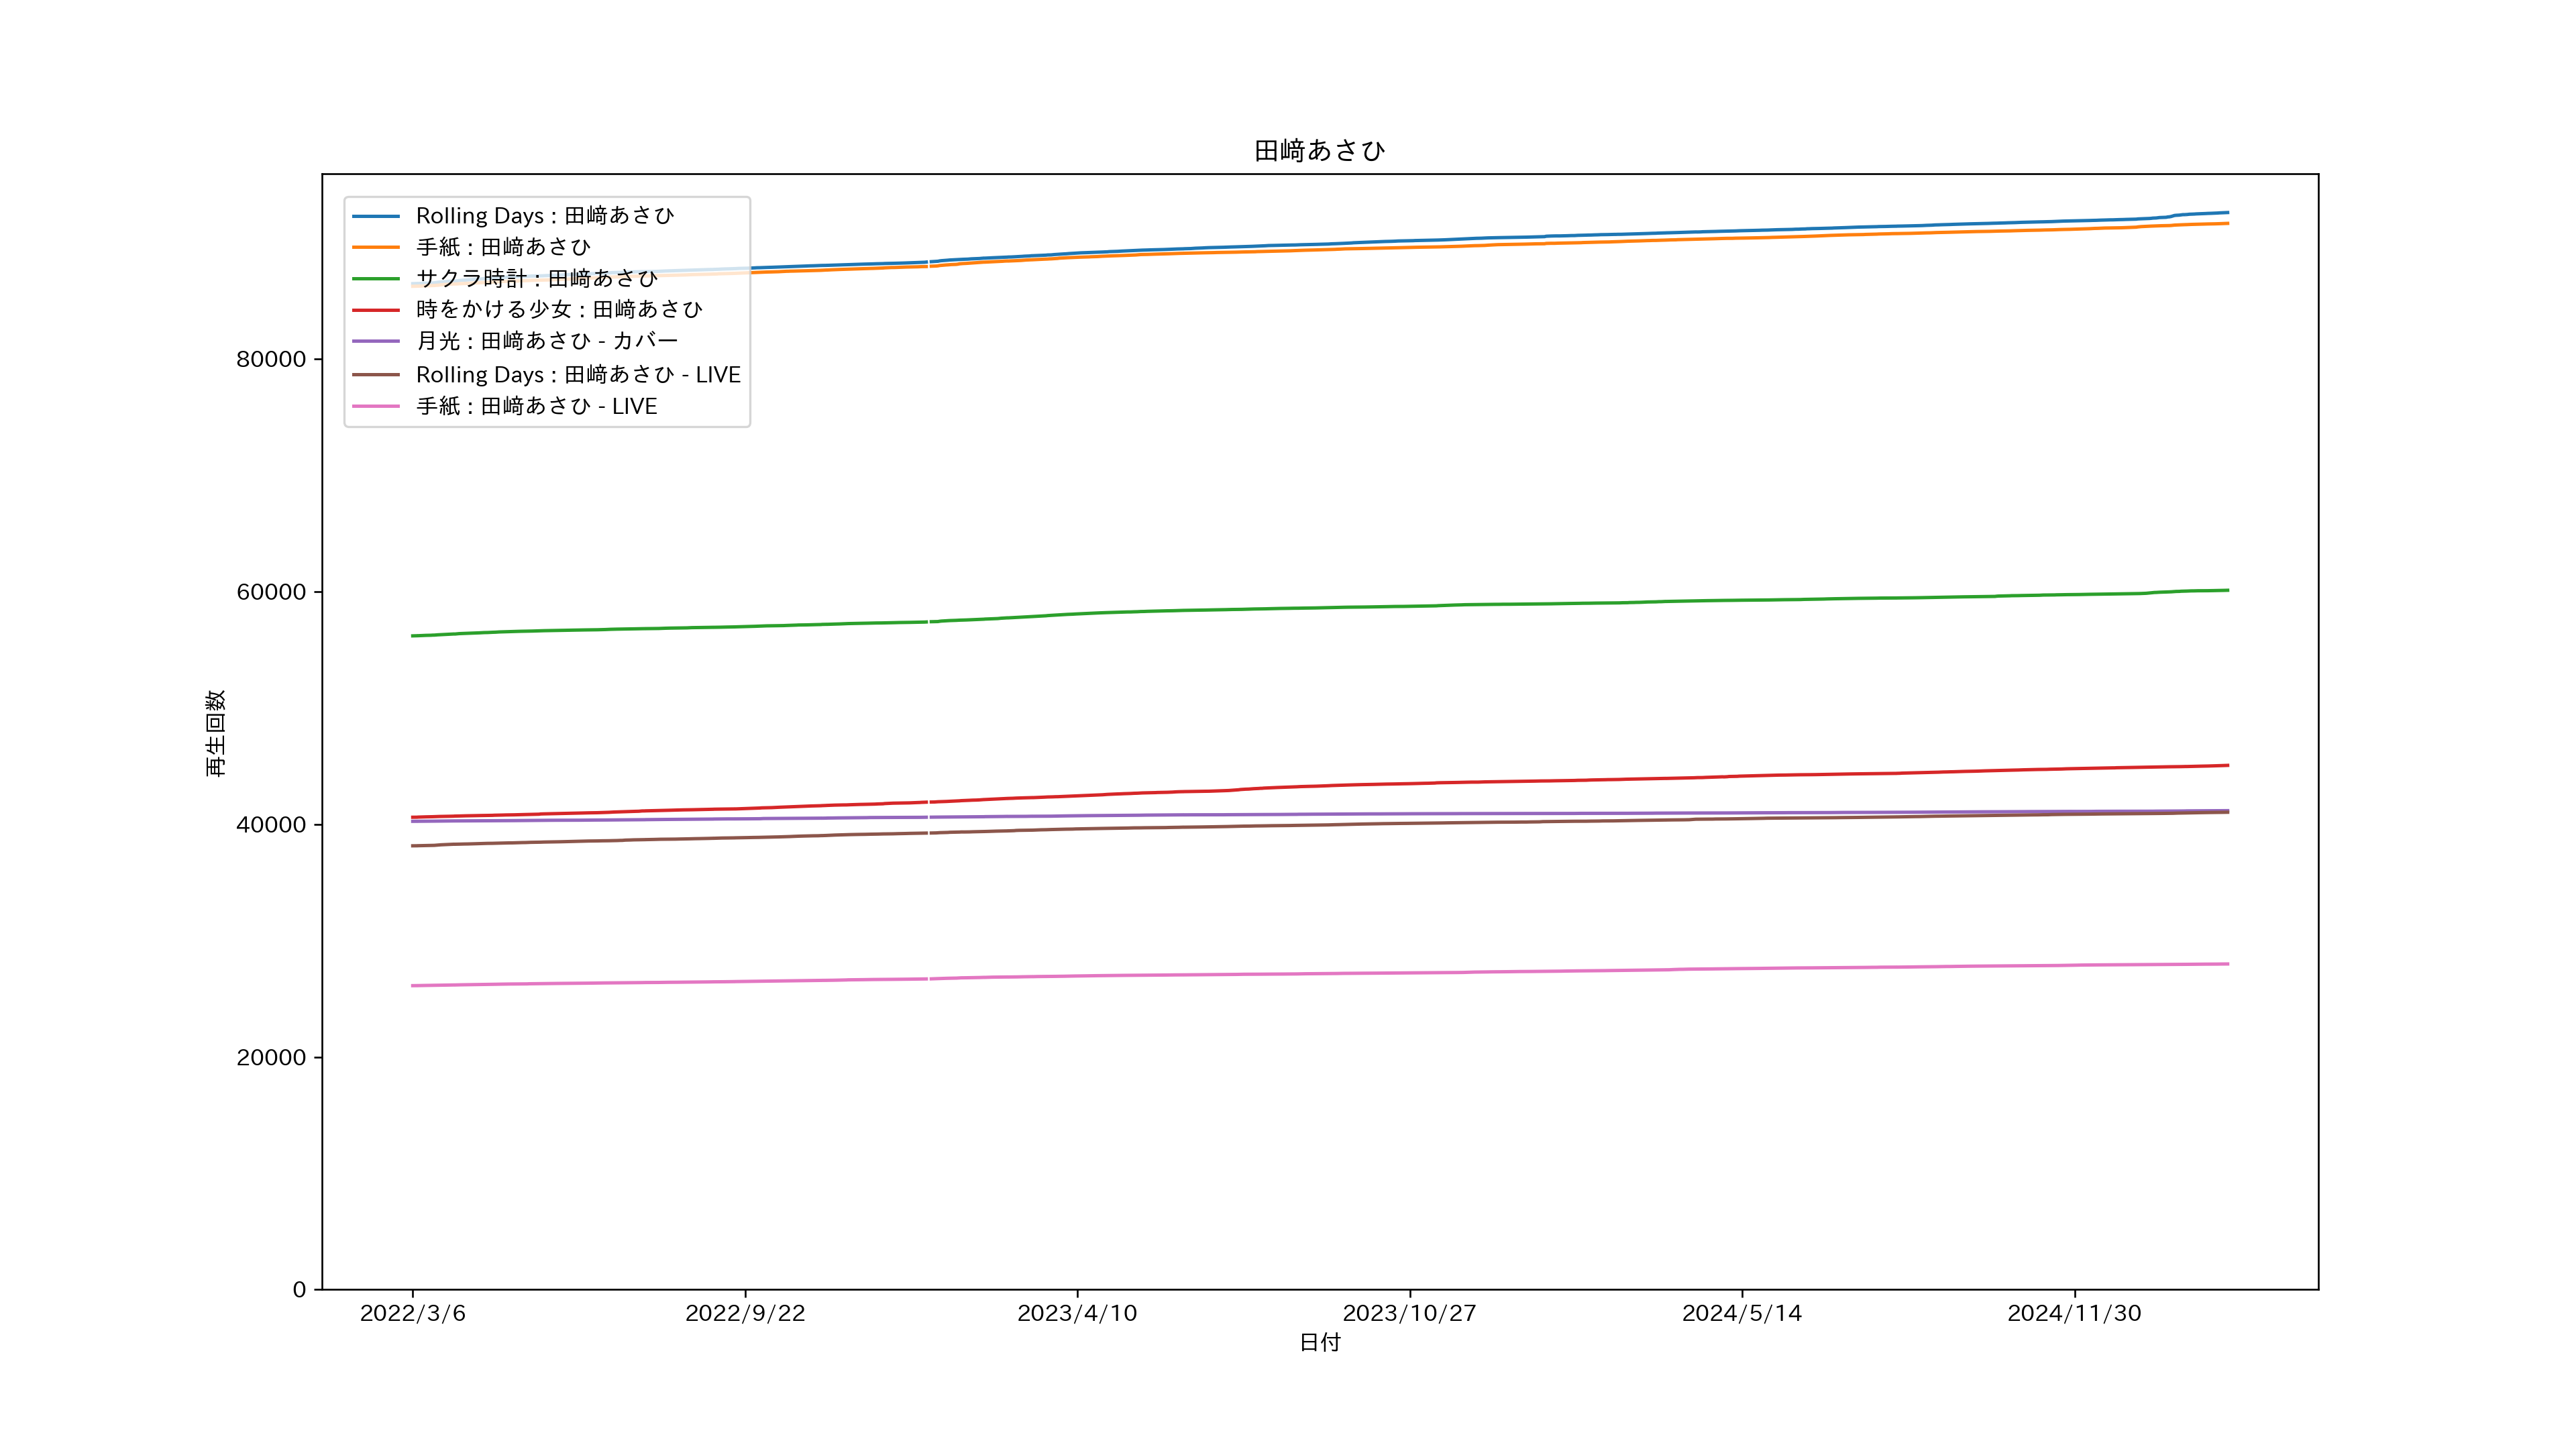 田﨑あさひ
Rolling Days : 田﨑あさひ
手紙 : 田﨑あさひ
サクラ時計 : 田﨑あさひ
時をかける少女 : 田﨑あさひ
月光 : 田﨑あさひ - カバー
Rolling Days : 田﨑あさひ - LIVE
手紙 : 田﨑あさひ - LIVE
80000
60000
40000
20000
0
再生回数
2022/3/6 2022/9/22 2023/4/10 2023/10/27 2024/5/14 2024/11/30
日付